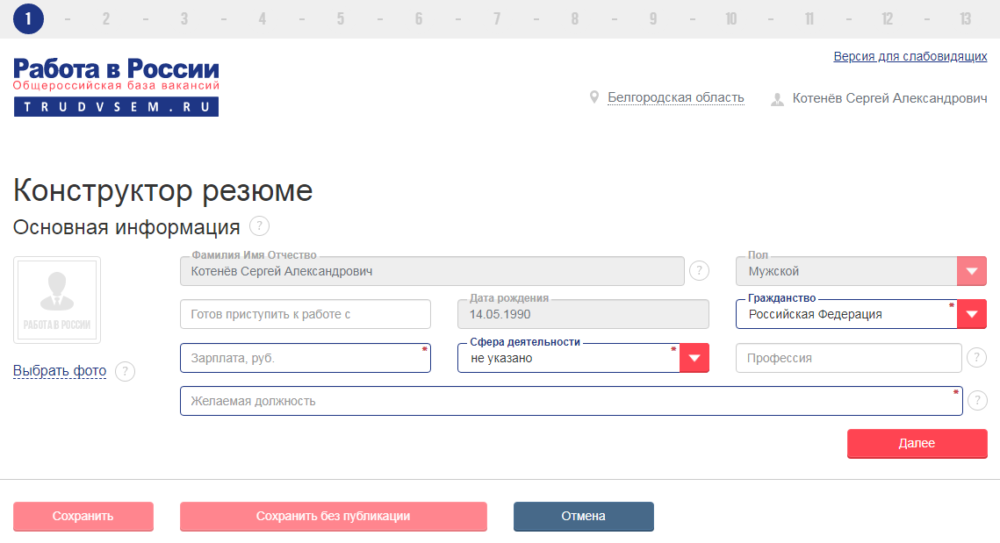 1 - 2 - 3 - 4 - 5 - 6 - 7 - 8 - 9 - 10 - 11 - 12 - 13
Версия для слабовидящих
Работа в России
Общероссийская база вакансий
TRUDVSEM.RU
Белгородская область
Котенёв Сергей Александрович
Конструктор резюме
Основная информация ?
Фамилия Имя Отчество
Котенёв Сергей Александрович ?
Пол
Мужской
РАБОТА В РОССИИ
Готов приступить к работе с
Дата рождения
14.05.1990
Гражданство
Российская Федерация *
Выбрать фото ?
Зарплата, руб. *
Сфера деятельности
не указано *
Профессия ?
Желаемая должность * ?
Далее
Сохранить
Сохранить без публикации
Отмена